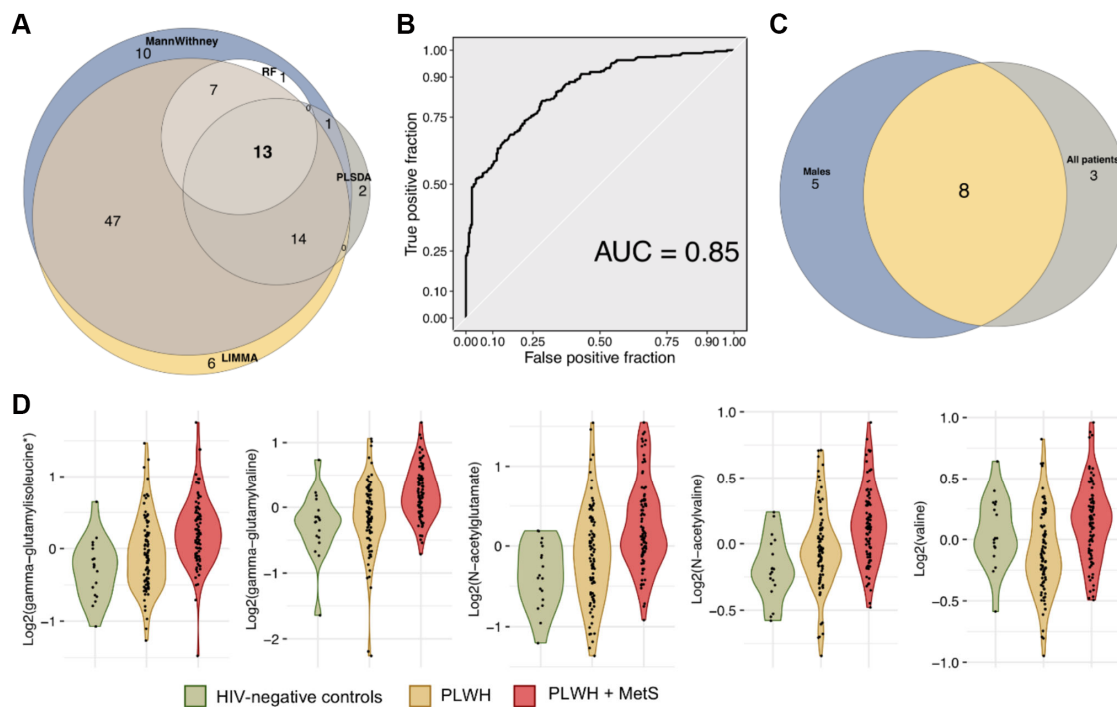 A
MannWithney
10
RF
1
7
0
1
13
PLSDA
2
47
14
0
6
LIMMA
B
1.00
0.90
0.75
0.50
0.25
0.10
0.00
True positive fraction
AUC = 0.85
0.00 0.10 0.25 0.50 0.75 0.90 1.00
False positive fraction
C
Males
5
8
All patients
3
D
Log2(gamma−glutamylisoleucine*)
1
0
−1
Log2(gamma−glutamylvaline)
1
0
−1
−2
Log2(N−acetylglutamate)
1
0
−1
Log2(N−acetylvaline)
1.0
0.5
0.0
−0.5
Log2(valine)
1.0
0.5
0.0
−0.5
−1.0
HIV-negative controls
PLWH
PLWH + MetS